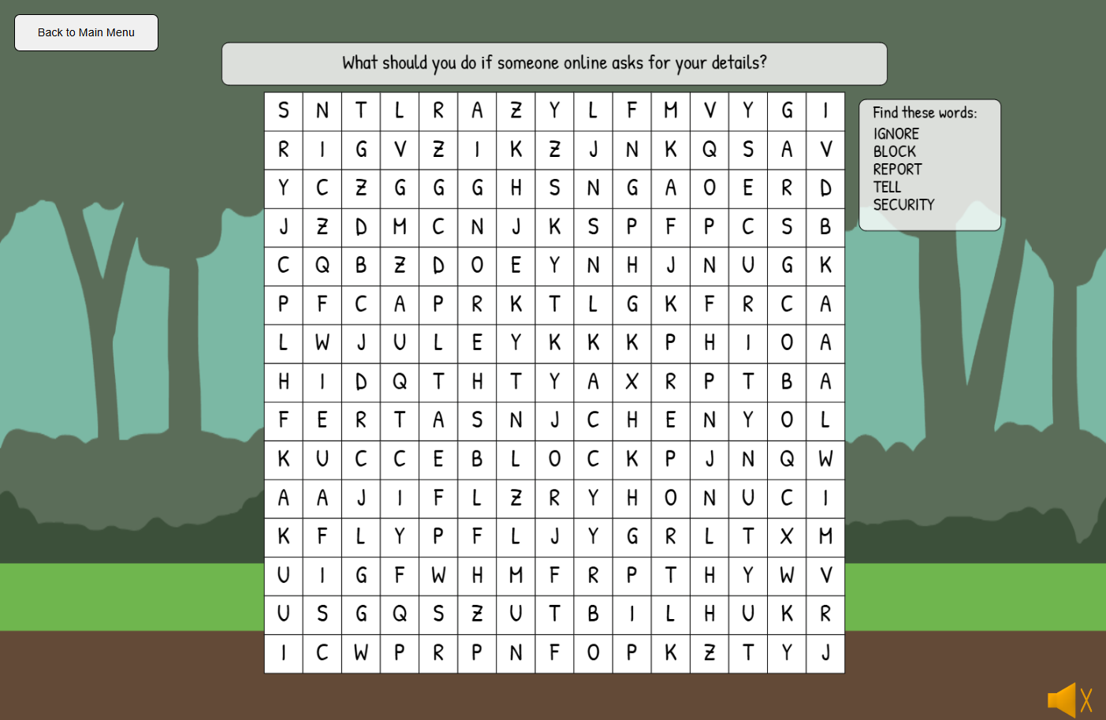 Back to Main Menu
What should you do if someone online asks for your details?
S N T L R A Z Y L F M V Y G I
R I G V Z I K Z J N K Q S A V
Y C Z G G G H S N G A O E R D
J Z D M C N J K S P F P C S B
C Q B Z D O E Y N H J N U G K
P F C A P R K T L G K F R C A
L W J U L E Y K K K P H I O A
H I D Q T H T Y A X R P T B A
F E R T A S N J C H E N Y O L
K U C C E B L O C K P J N Q W
A A J I F L Z R Y H O N U C I
K F L Y P F L J Y G R L T X M
U I G F W H M F R P T H Y W V
U S G Q S Z U T B I L H U K R
I C W P R P N F O P K Z T Y J
Find these words:
IGNORE
BLOCK
REPORT
TELL
SECURITY